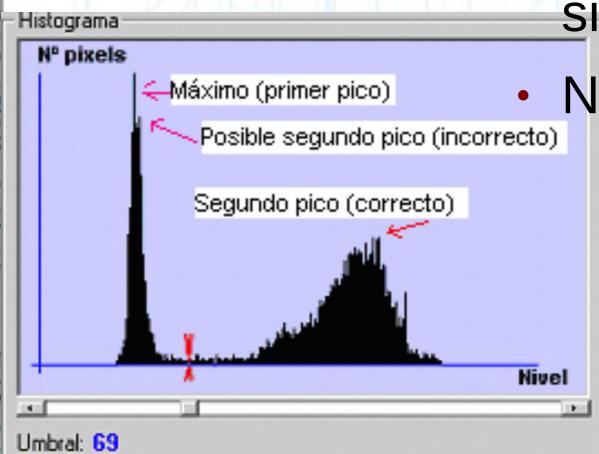 Histograma
Nº pixels
Máximo (primer pico)
Posible segundo pico (incorrecto)
Segundo pico (correcto)
Nivel
Umbral: 69